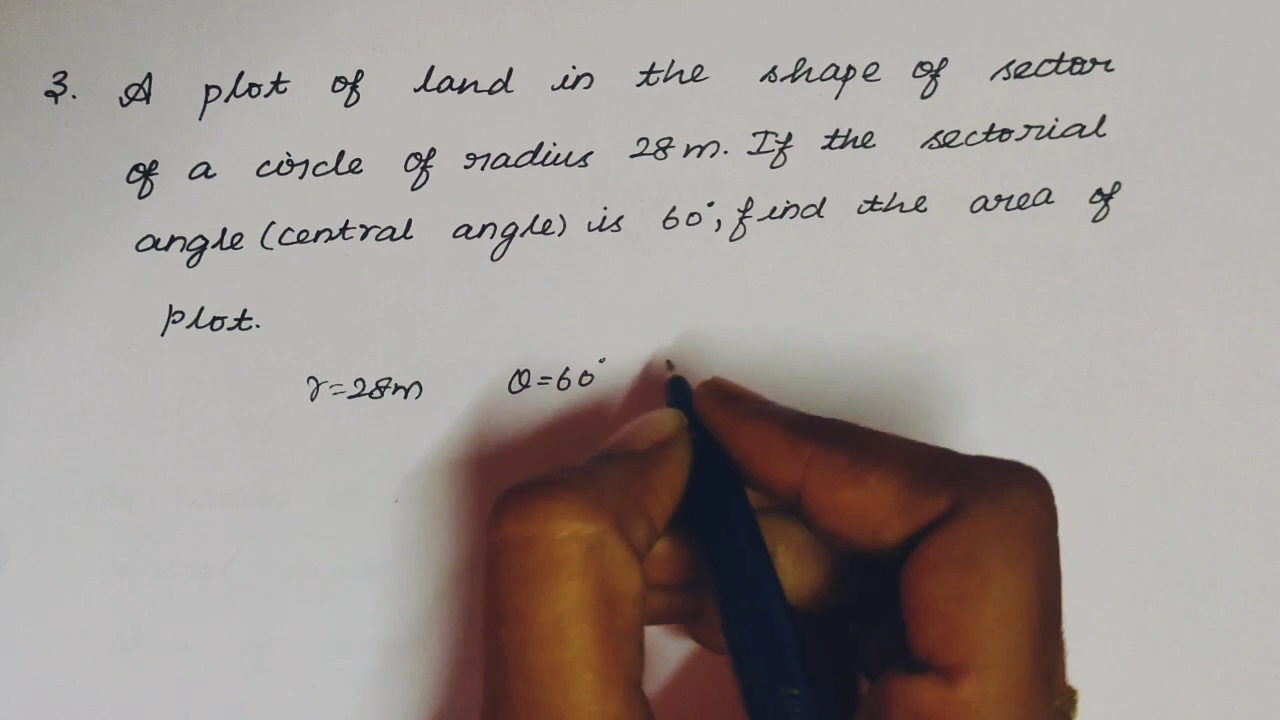 3. A plot of land in the shape of sector
of a circle of radius 28m. If the sectorial
angle (central angle) is 60°, find the area of
plot.
r=28m θ=60°